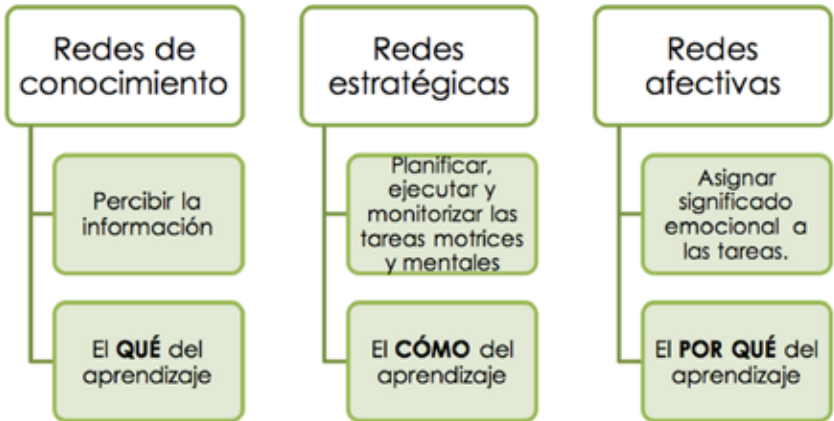 Redes de
conocimiento
Percibir la
información
El QUÉ del
aprendizaje
Redes
estratégicas
Planificar,
ejecutar y
monitorizar las
tareas motrices
y mentales
El CÓMO del
aprendizaje
Redes
afectivas
Asignar
significado
emocional a
las tareas.
El POR QUÉ del
aprendizaje